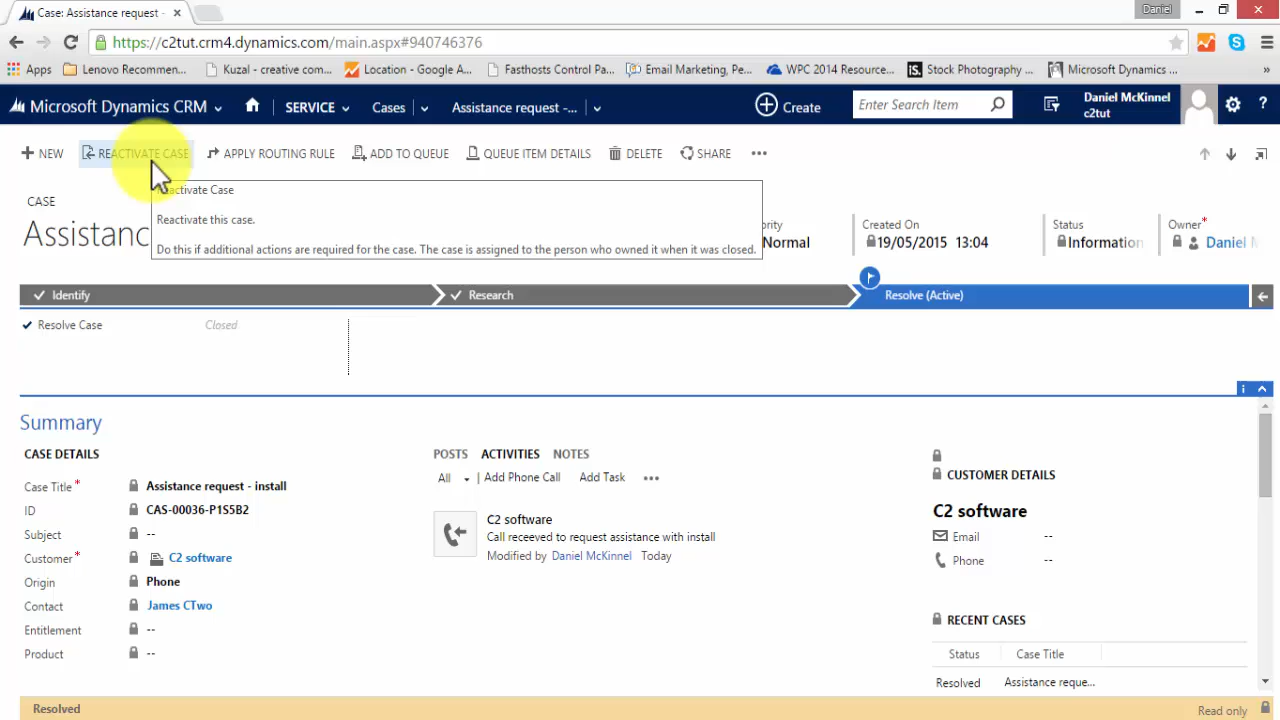 Case: Assistance request -
Daniel
https://c2tut.crm4.dynamics.com/main.aspx#940746376
Apps
Lenovo Recommen...
Kuzal - creative com...
Location - Google A...
Fasthosts Control Pa...
Email Marketing, Pe...
WPC 2014 Resource...
Stock Photography ...
Microsoft Dynamics ...
»
Microsoft Dynamics CRM
SERVICE
Cases
Assistance request -...
Create
Enter Search Item
Daniel McKinnel
c2tut
?
NEW
REACTIVATE CASE
APPLY ROUTING RULE
ADD TO QUEUE
QUEUE ITEM DETAILS
DELETE
SHARE
•••
CASE
Reactivate Case
Reactivate this case.
Do this if additional actions are required for the case. The case is assigned to the person who owned it when it was closed.
Normal
Created On
19/05/2015 13:04
Status
Owner*
Daniel
Identify
Research
Resolve (Active)
Resolve Case
Closed
Summary
CASE DETAILS
Case Title* Assistance request - install
ID CAS-00036-P1S5B2
Subject --
Customer* C2 software
Origin Phone
Contact James CTwo
Entitlement --
Product --
POSTS ACTIVITIES NOTES
All | Add Phone Call Add Task •••
C2 software
Call receeved to request assistance with install
Modified by Daniel McKinnel Today
CUSTOMER DETAILS
C2 software
Email --
Phone --
RECENT CASES
Status Case Title
Resolved Assistance reque...
Resolved
Read only